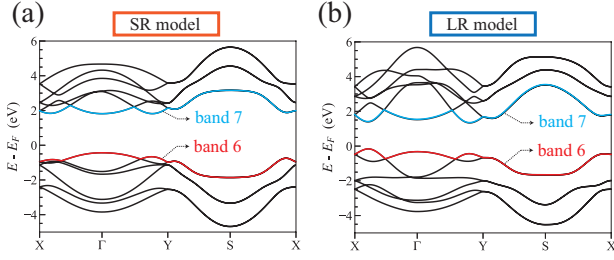 (a)
SR model
(b)
LR model
6
4
2
0
−2
−4
E - E_F (eV)
band 7
band 6
X
Γ
Y
S
X
6
4
2
0
−2
−4
E - E_F (eV)
band 7
band 6
X
Γ
Y
S
X